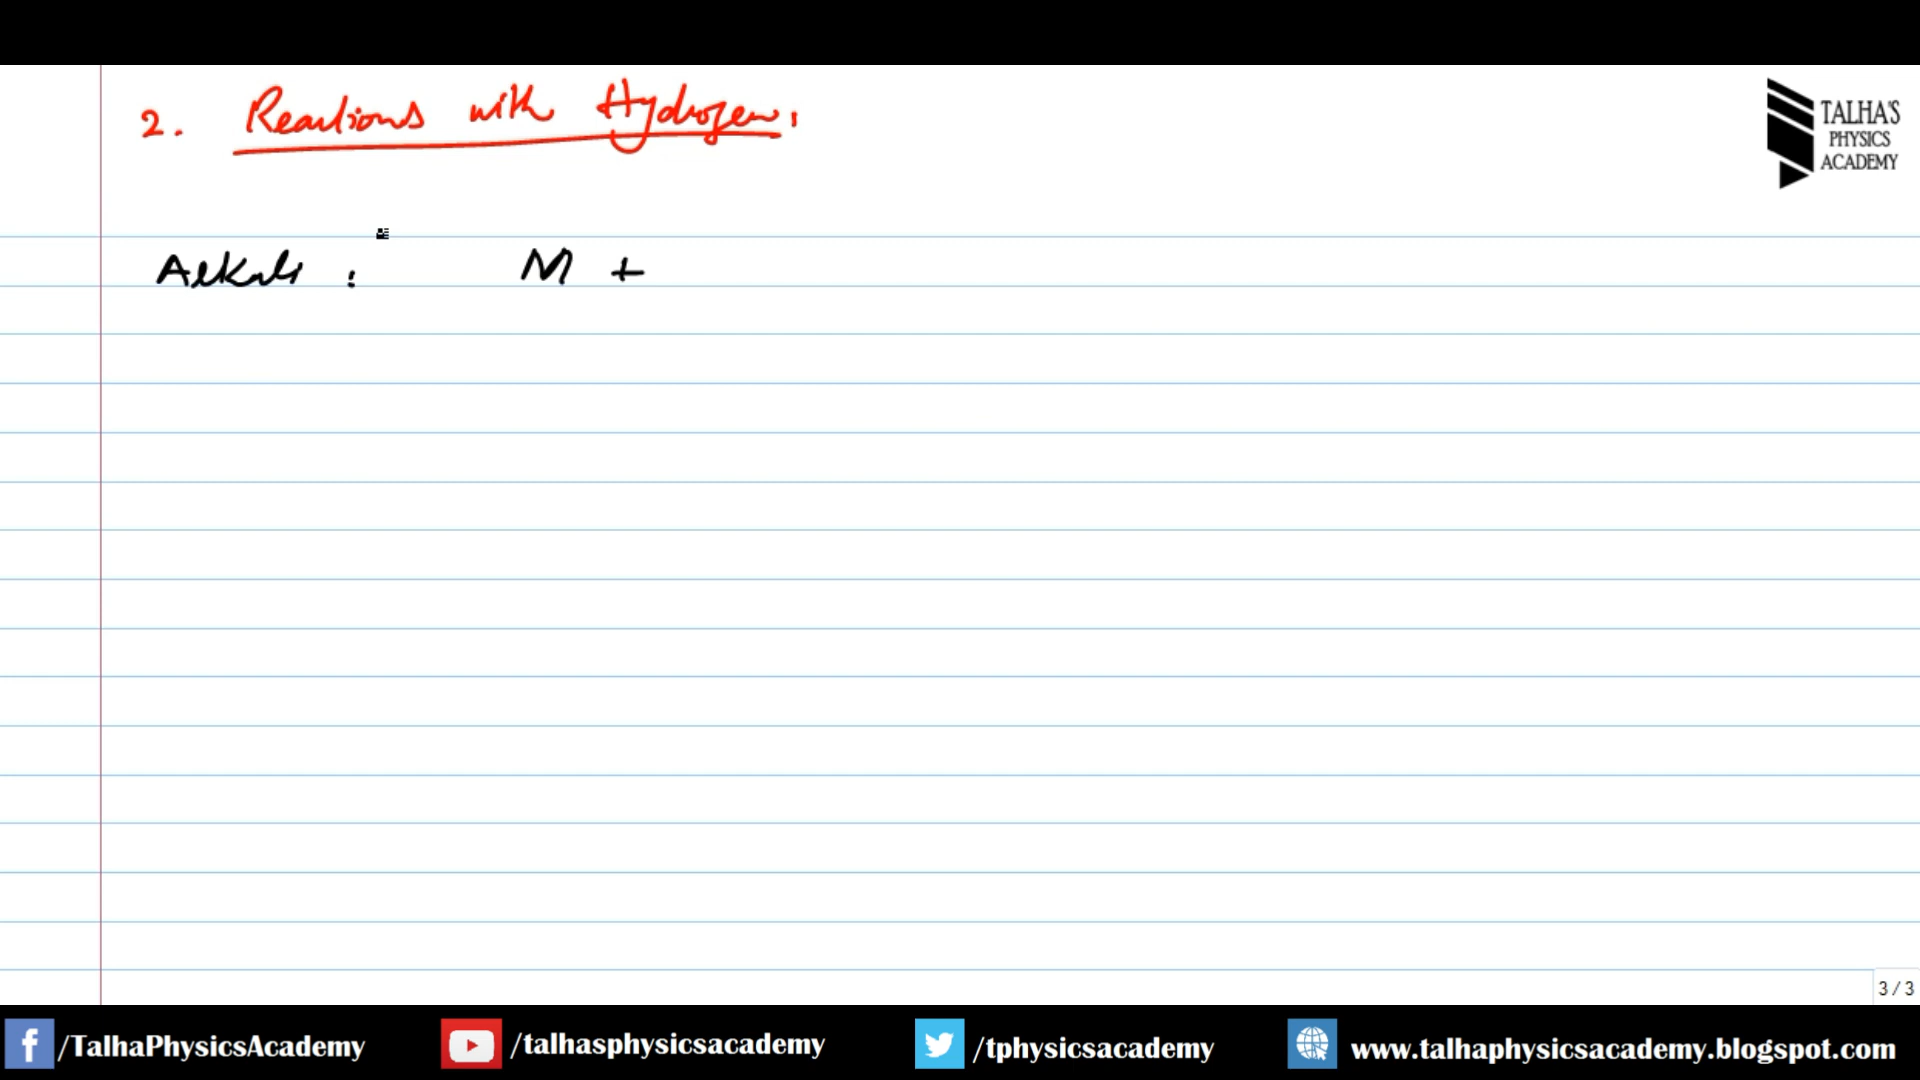 2. Reactions with Hydrogen.
TALHA'S
PHYSICS
ACADEMY
Alkali : M +
3 / 3
/TalhaPhysicsAcademy
/talhasphysicsacademy
/tphysicsacademy
www.talhaphysicsacademy.blogspot.com